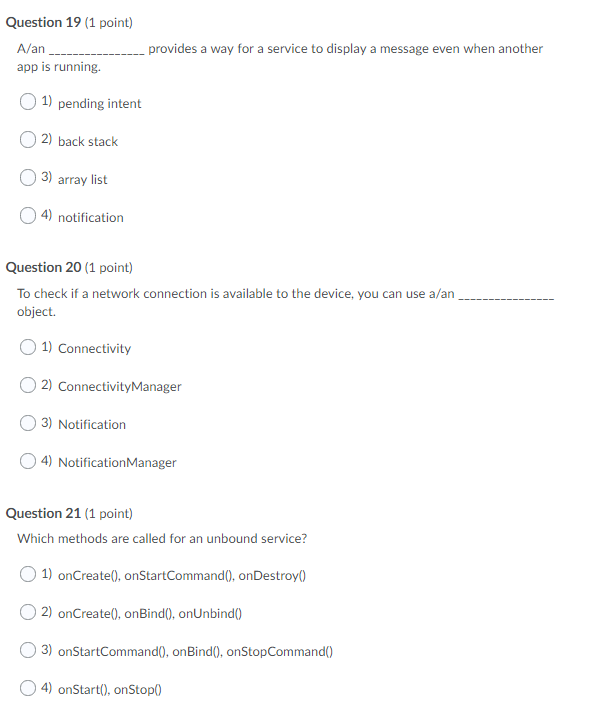 Question 19 (1 point)
A/an ________________ provides a way for a service to display a message even when another
app is running.
1) pending intent
2) back stack
3) array list
4) notification
Question 20 (1 point)
To check if a network connection is available to the device, you can use a/an ________________
object.
1) Connectivity
2) ConnectivityManager
3) Notification
4) NotificationManager
Question 21 (1 point)
Which methods are called for an unbound service?
1) onCreate(), onStartCommand(), onDestroy()
2) onCreate(), onBind(), onUnbind()
3) onStartCommand(), onBind(), onStopCommand()
4) onStart(), onStop()